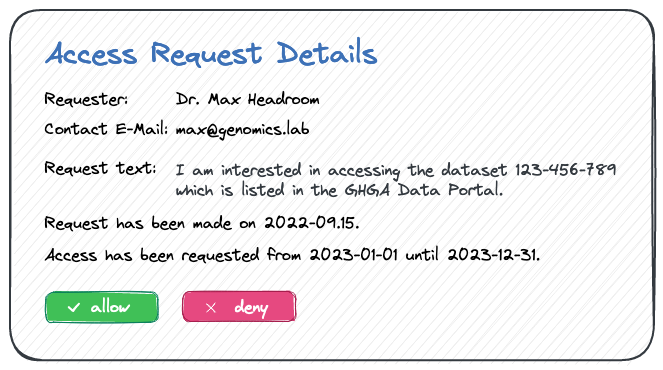 Access Request Details
Requester: Dr. Max Headroom
Contact E-Mail: max@genomics.lab
Request text: I am interested in accessing the dataset 123-456-789
which is listed in the GHGA Data Portal.
Request has been made on 2022-09.15.
Access has been requested from 2023-01-01 until 2023-12-31.
✓ allow × deny